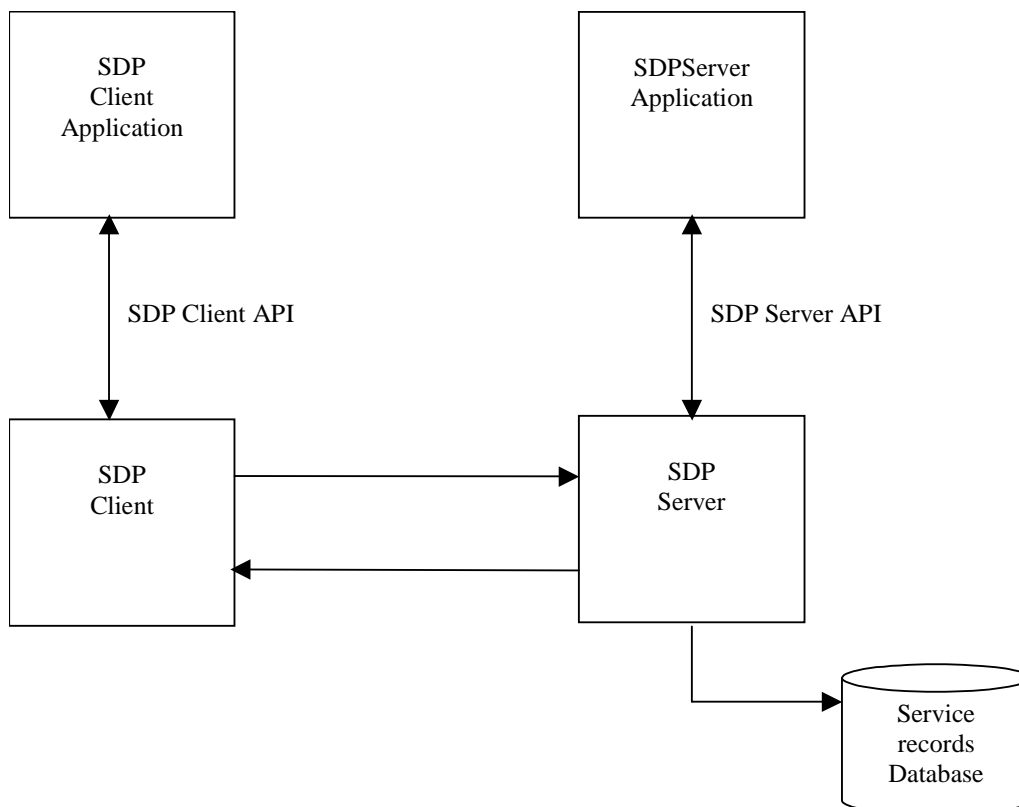 SDP
Client
Application
SDPServer
Application
SDP Client API
SDP Server API
SDP
Client
SDP
Server
Service
records
Database